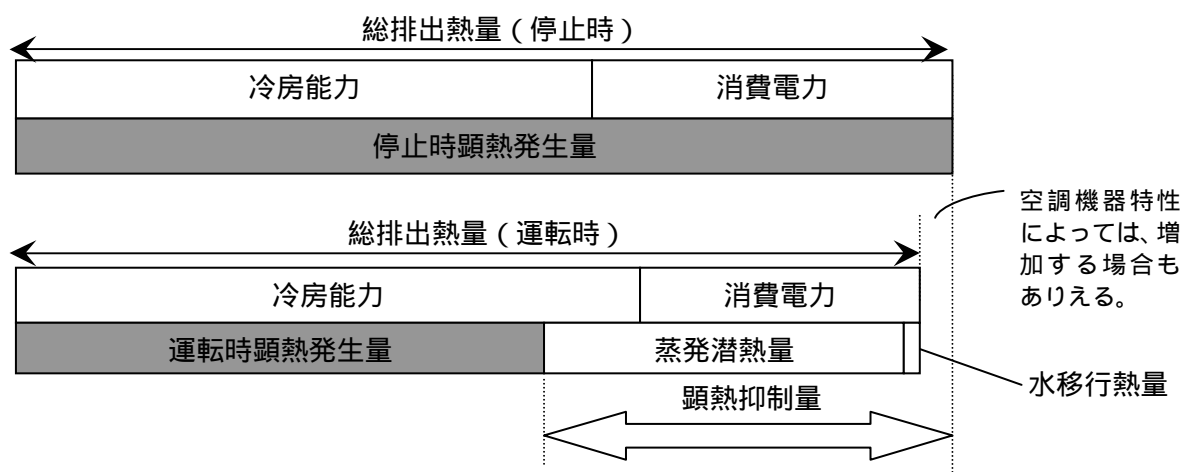 総排出熱量(停止時)
冷房能力 消費電力
停止時顕熱発生量
空調機器特性
によっては、増
加する場合も
ありえる。
総排出熱量(運転時)
冷房能力 消費電力
運転時顕熱発生量 蒸発潜熱量
水移行熱量
顕熱抑制量